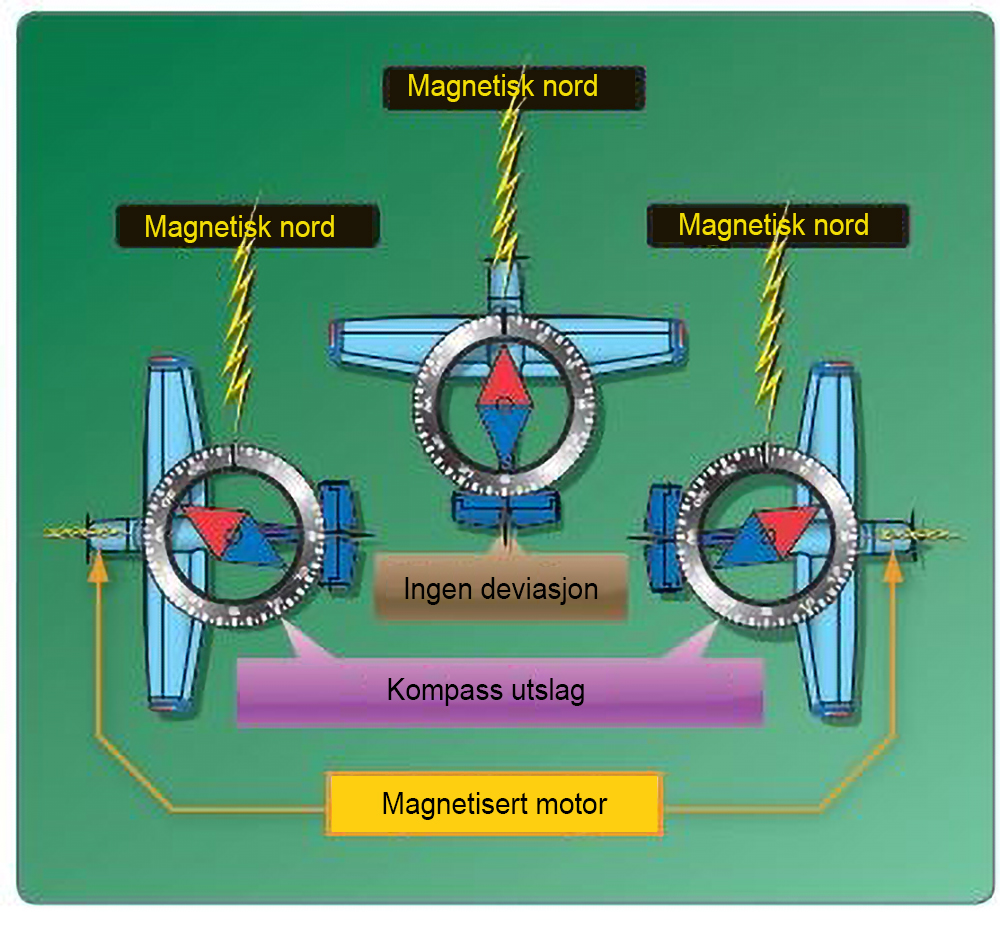 Magnetisk nord
Magnetisk nord
Magnetisk nord
Ingen deviasjon
Kompass utslag
Magnetisert motor